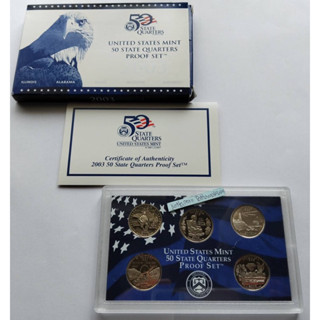 50
STATE
QUARTERS
UNITED STATES MINT
50 STATE QUARTERS
PROOF SET™
ILLINOIS
ALABAMA
2003
50
STATE
QUARTERS
UNITED STATES MINT
Certificate of Authenticity
2003 50 State Quarters Proof Set™
UNITED STATES MINT
50 STATE QUARTERS
PROOF SET™